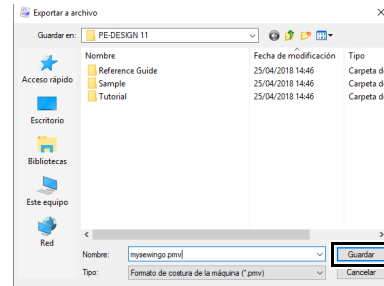 Exportar a archivo
Guardar en: PE-DESIGN 11
Nombre Fecha de modificación Tipo
Reference Guide 25/04/2018 14:46 Carpeta d
Sample 25/04/2018 14:46 Carpeta d
Tutorial 25/04/2018 14:46 Carpeta d
Acceso rápido
Escritorio
Bibliotecas
Este equipo
Red
Nombre: mysewingo.pmv Guardar
Tipo: Formato de costura de la máquina (*.pmv) Cancelar